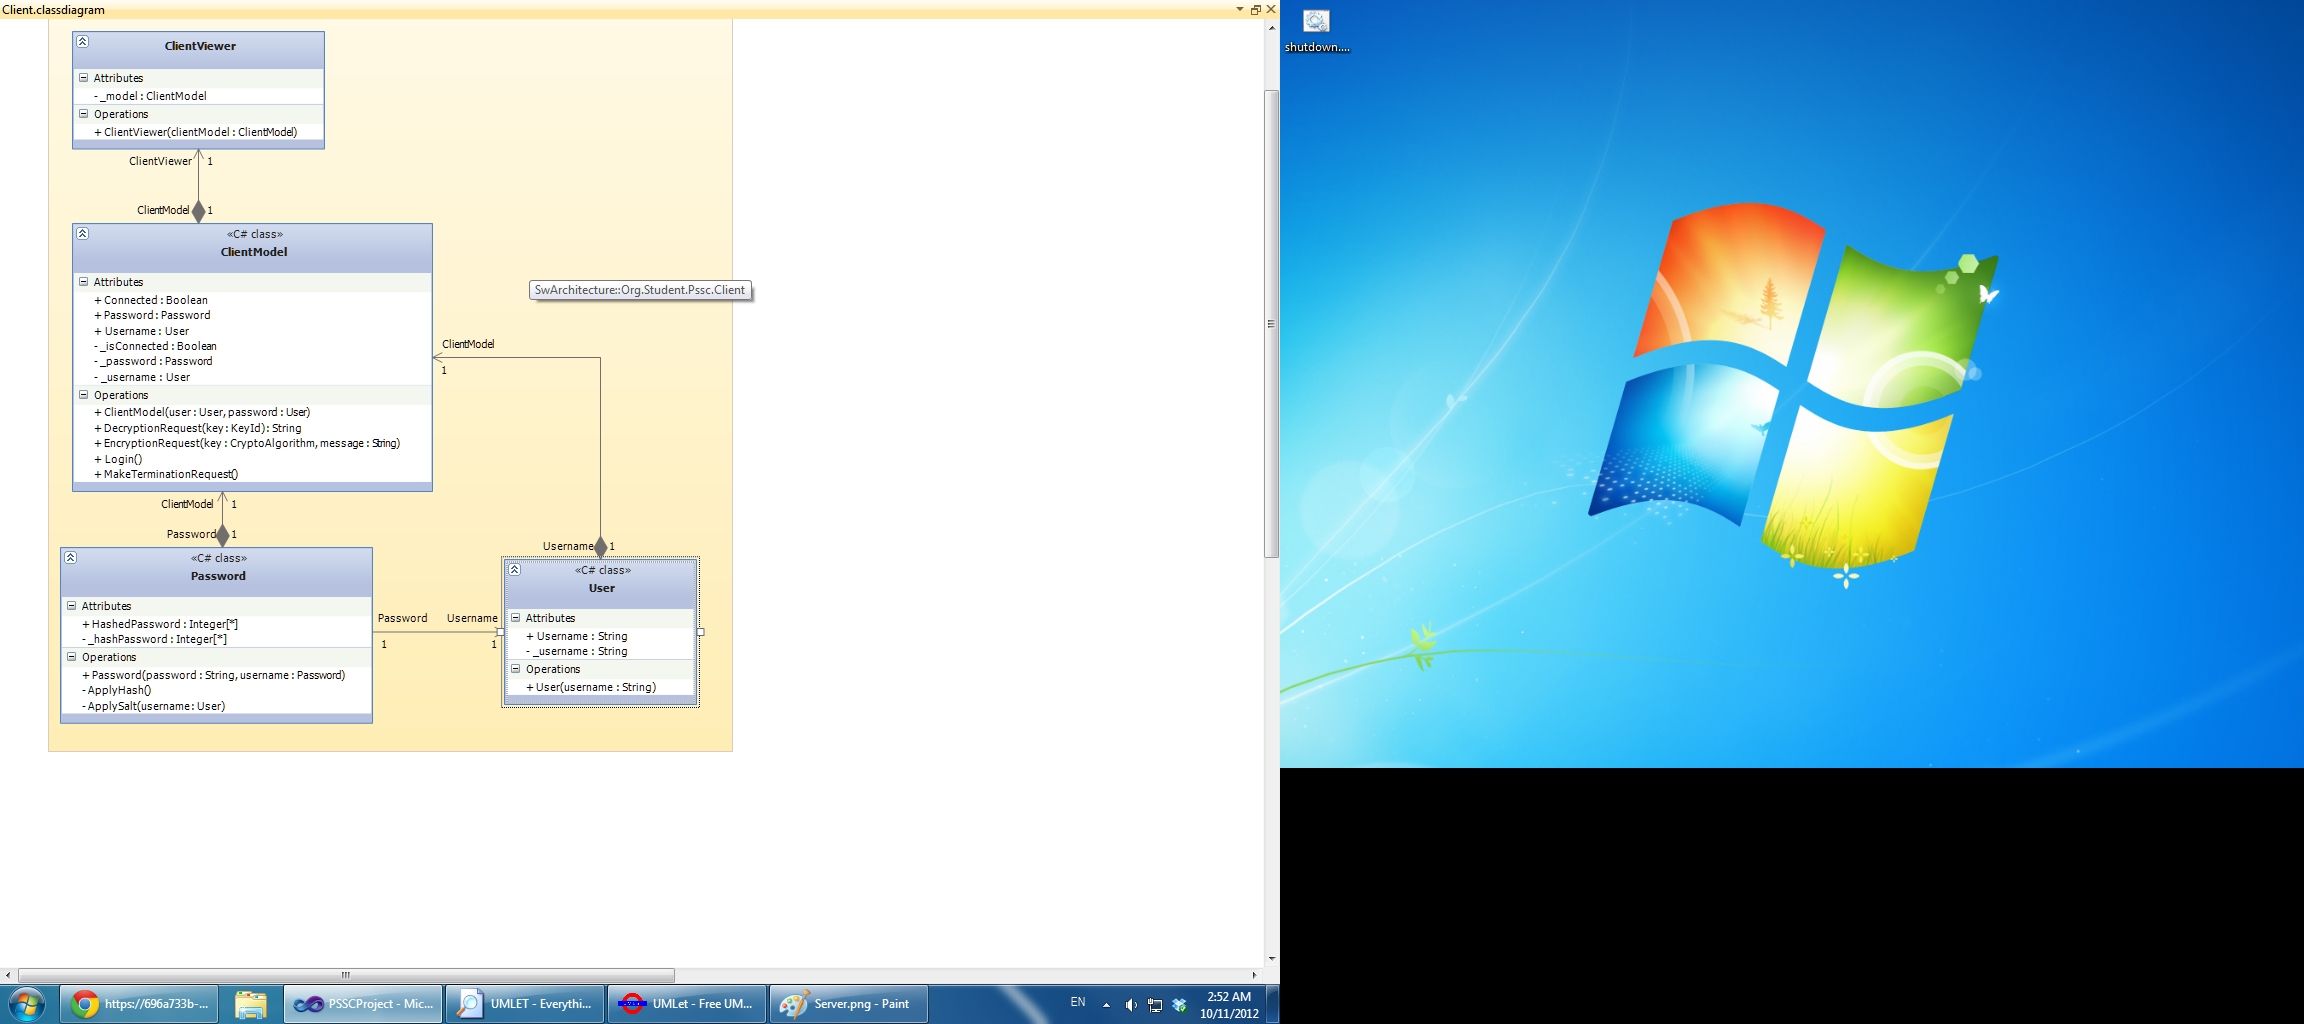 Client.classdiagram
ClientViewer
Attributes
- _model : ClientModel
Operations
+ ClientViewer(clientModel : ClientModel)
ClientViewer 1
ClientModel 1
«C# class»
ClientModel
Attributes
+ Connected : Boolean
+ Password : Password
+ Username : User
- _isConnected : Boolean
- _password : Password
- _username : User
Operations
+ ClientModel(user : User, password : User)
+ DecryptionRequest(key : KeyId) : String
+ EncryptionRequest(key : CryptoAlgorithm, message : String)
+ Login()
+ MakeTerminationRequest()
SwArchitecture::Org.Student.Pssc.Client
ClientModel
1
ClientModel 1
Password 1
«C# class»
Password
Attributes
+ HashedPassword : Integer[*]
- _hashPassword : Integer[*]
Operations
+ Password(password : String, username : Password)
- ApplyHash()
- ApplySalt(username : User)
Password Username
1 1
Username 1
«C# class»
User
Attributes
+ Username : String
- _username : String
Operations
+ User(username : String)
shutdown....
https://696a733b-...
PSSCProject - Mic...
UMLET - Everythi...
UMLet - Free UM...
Server.png - Paint
EN
2:52 AM
10/11/2012